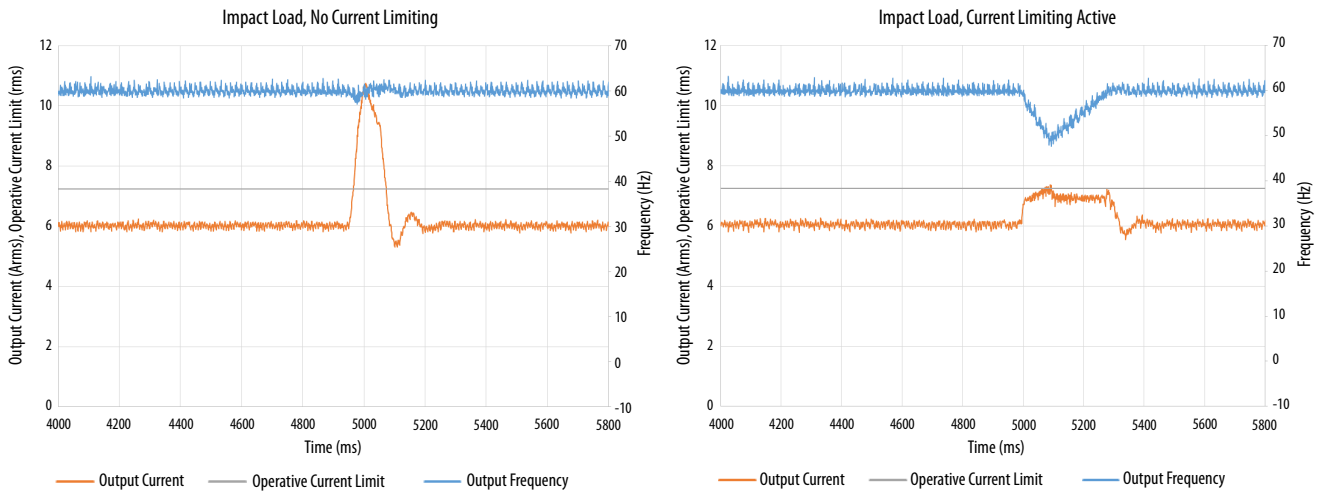 Impact Load, No Current Limiting
Output Current (Arms), Operative Current Limit (rms)
12
10
8
6
4
2
0
70
60
50
40
30
20
10
0
-10
Frequency (Hz)
4000 4200 4400 4600 4800 5000 5200 5400 5600 5800
Time (ms)
Output Current Operative Current Limit Output Frequency
Impact Load, Current Limiting Active
Output Current (Arms), Operative Current Limit (rms)
12
10
8
6
4
2
0
70
60
50
40
30
20
10
0
-10
Frequency (Hz)
4000 4200 4400 4600 4800 5000 5200 5400 5600 5800
Time (ms)
Output Current Operative Current Limit Output Frequency